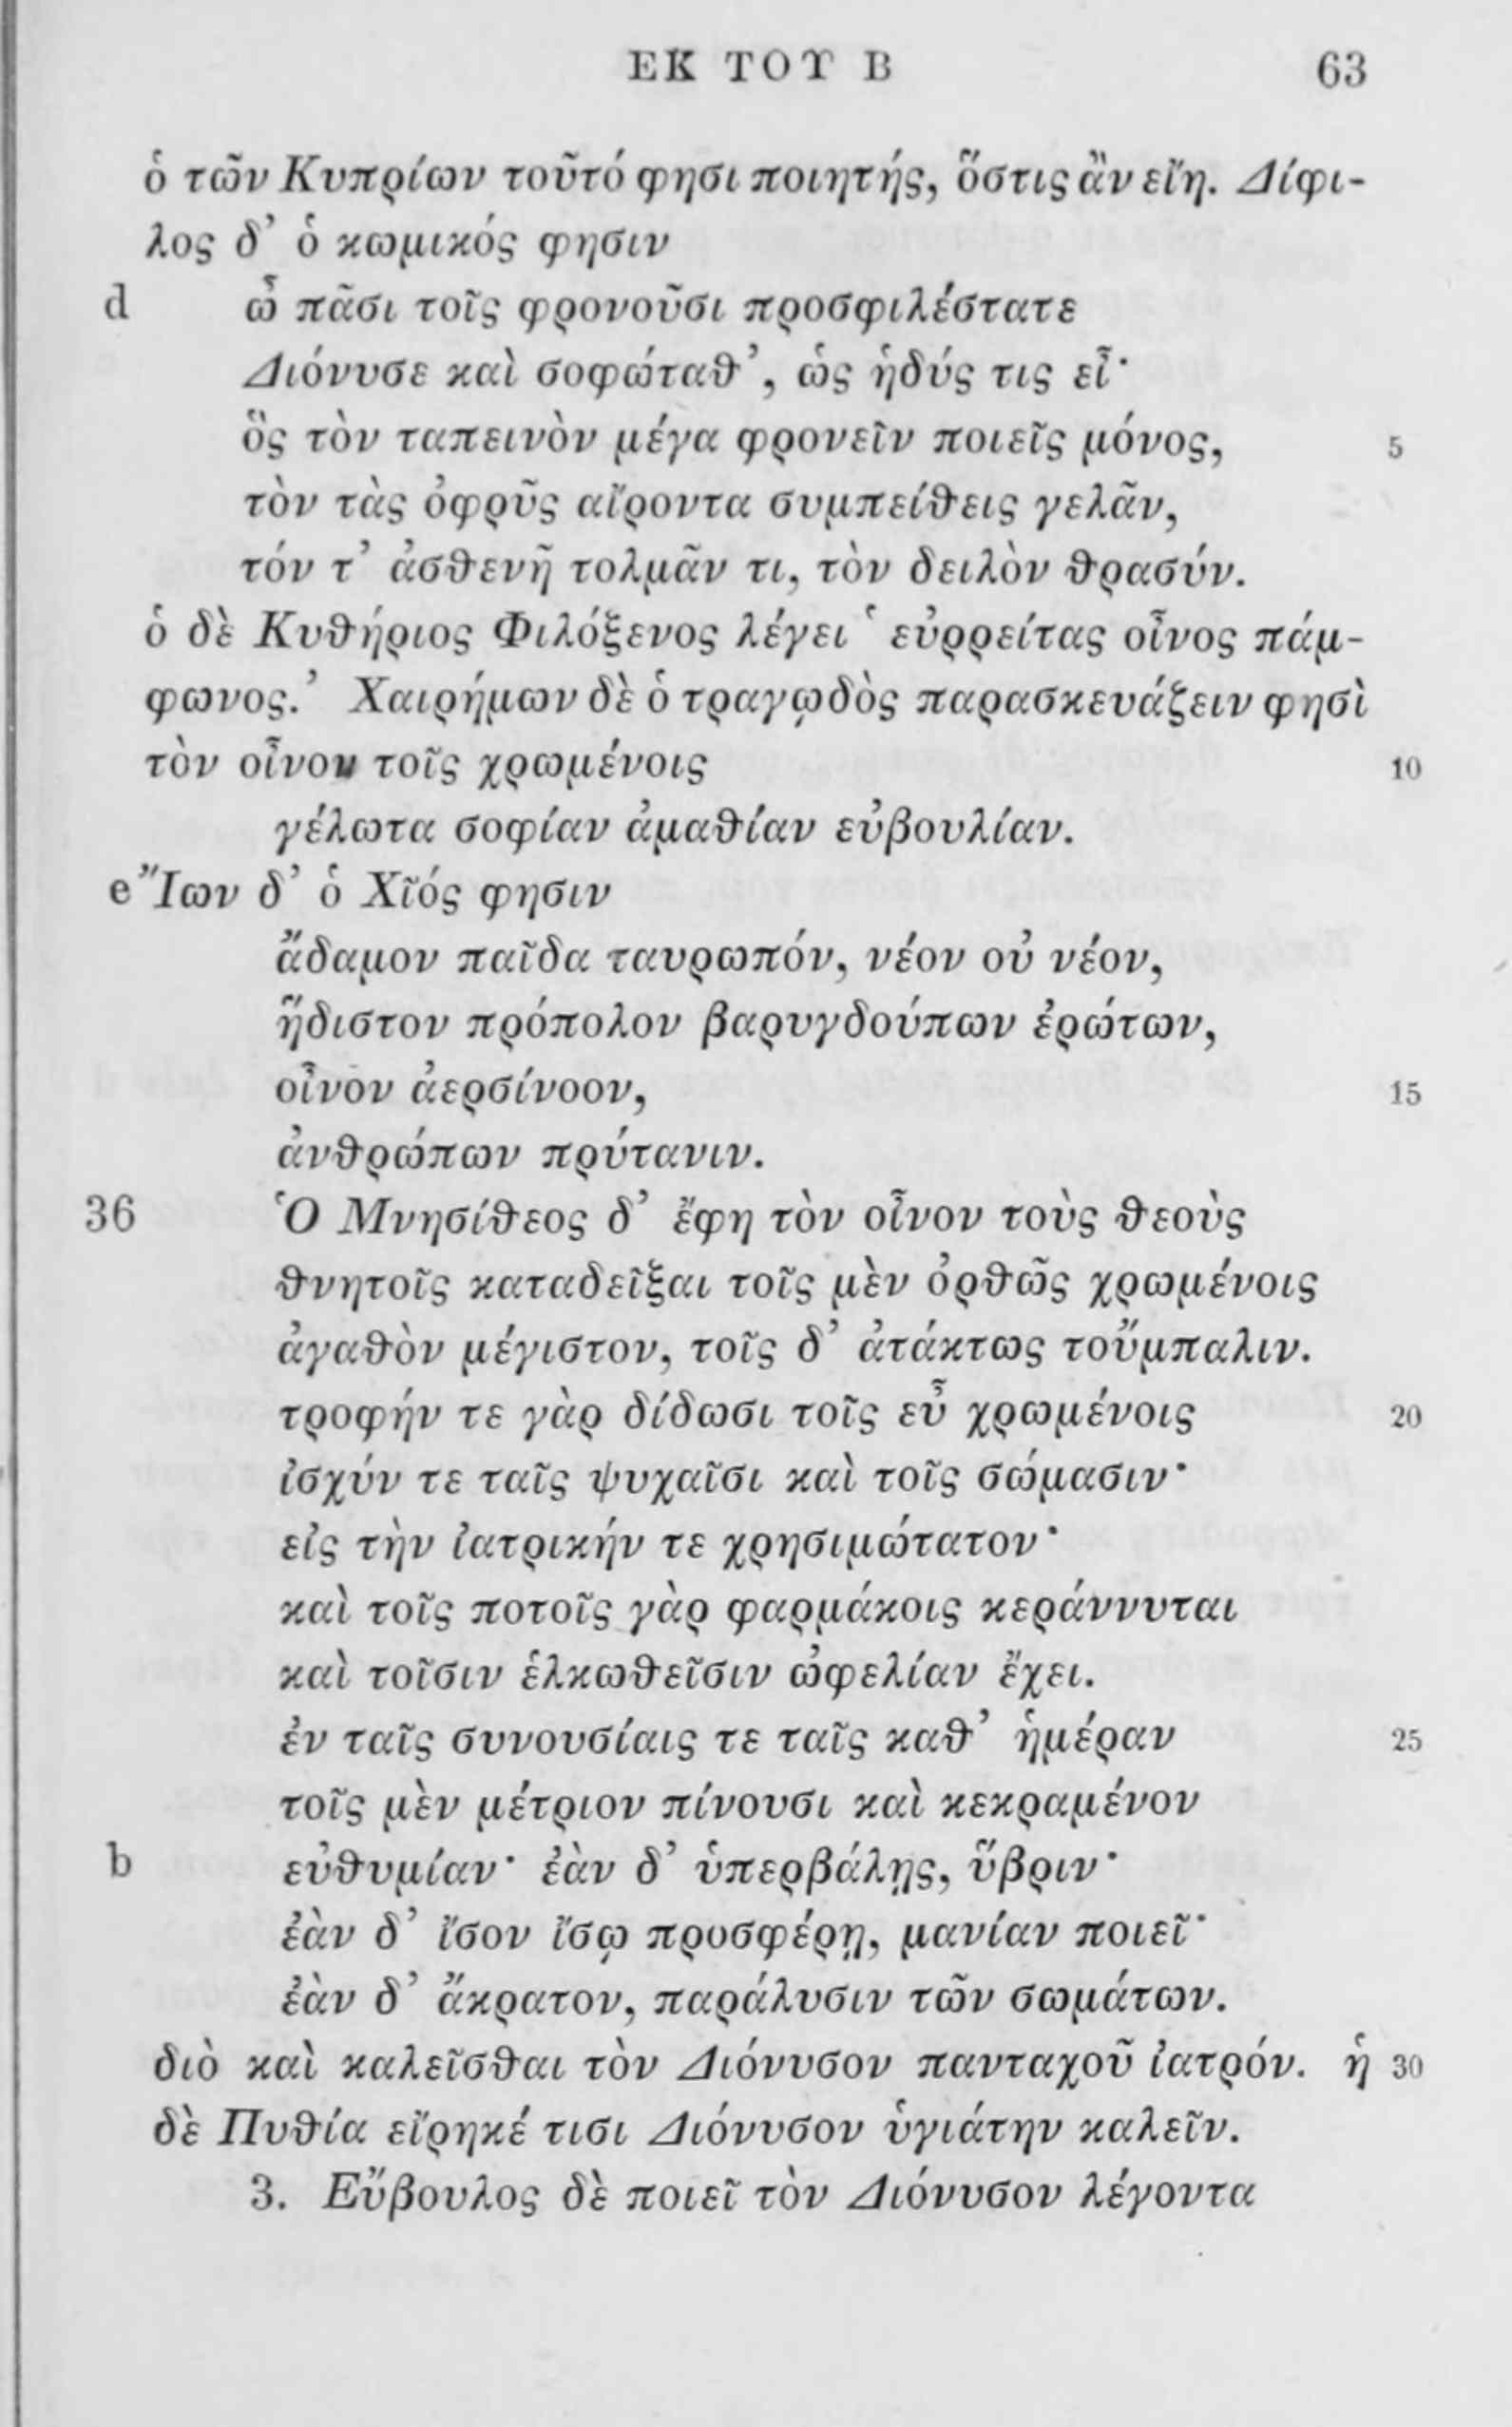 ΕΚ ΤΟΥ Β 63
ὁ τῶν Κυπρίων τοῦτό φησι ποιητής, ὅστις ἂν εἴη. Δίφι-
λος δ’ ὁ κωμικός φησιν
d ὦ πᾶσι τοῖς φρονοῦσι προσφιλέστατε
Διόνυσε καὶ σοφώταθ’, ὡς ἡδύς τις εἶ·
ὃς τὸν ταπεινὸν μέγα φρονεῖν ποιεῖς μόνος, 5
τὸν τὰς ὀφρῦς αἴροντα συμπείθεις γελᾶν,
τόν τ’ ἀσθενῆ τολμᾶν τι, τὸν δειλὸν θρασύν.
ὁ δὲ Κυθήριος Φιλόξενος λέγει ‘εὐρρείτας οἶνος πάμ-
φωνος.’ Χαιρήμων δὲ ὁ τραγῳδὸς παρασκευάζειν φησὶ
τὸν οἶνον τοῖς χρωμένοις 10
γέλωτα σοφίαν ἀμαθίαν εὐβουλίαν.
e Ἴων δ’ ὁ Χῖός φησιν
ἄδαμον παῖδα ταυρωπόν, νέον οὐ νέον,
ἥδιστον πρόπολον βαρυγδούπων ἐρώτων,
οἶνον ἀερσίνοον, 15
ἀνθρώπων πρύτανιν.
36 Ὁ Μνησίθεος δ’ ἔφη τὸν οἶνον τοὺς θεοὺς
θνητοῖς καταδεῖξαι τοῖς μὲν ὀρθῶς χρωμένοις
ἀγαθὸν μέγιστον, τοῖς δ’ ἀτάκτως τοὔμπαλιν.
τροφήν τε γὰρ δίδωσι τοῖς εὖ χρωμένοις 20
ἰσχύν τε ταῖς ψυχαῖσι καὶ τοῖς σώμασιν·
εἰς τὴν ἰατρικήν τε χρησιμώτατον·
καὶ τοῖς ποτοῖς γὰρ φαρμάκοις κεράννυται
καὶ τοῖσιν ἑλκωθεῖσιν ὠφελίαν ἔχει.
ἐν ταῖς συνουσίαις τε ταῖς καθ’ ἡμέραν 25
τοῖς μὲν μέτριον πίνουσι καὶ κεκραμένον
b εὐθυμίαν· ἐὰν δ’ ὑπερβάλῃς, ὕβριν·
ἐὰν δ’ ἴσον ἴσῳ προσφέρῃ, μανίαν ποιεῖ·
ἐὰν δ’ ἄκρατον, παράλυσιν τῶν σωμάτων.
διὸ καὶ καλεῖσθαι τὸν Διόνυσον πανταχοῦ ἰατρόν. ἡ 30
δὲ Πυθία εἴρηκέ τισι Διόνυσον ὑγιάτην καλεῖν.
3. Εὔβουλος δὲ ποιεῖ τὸν Διόνυσον λέγοντα